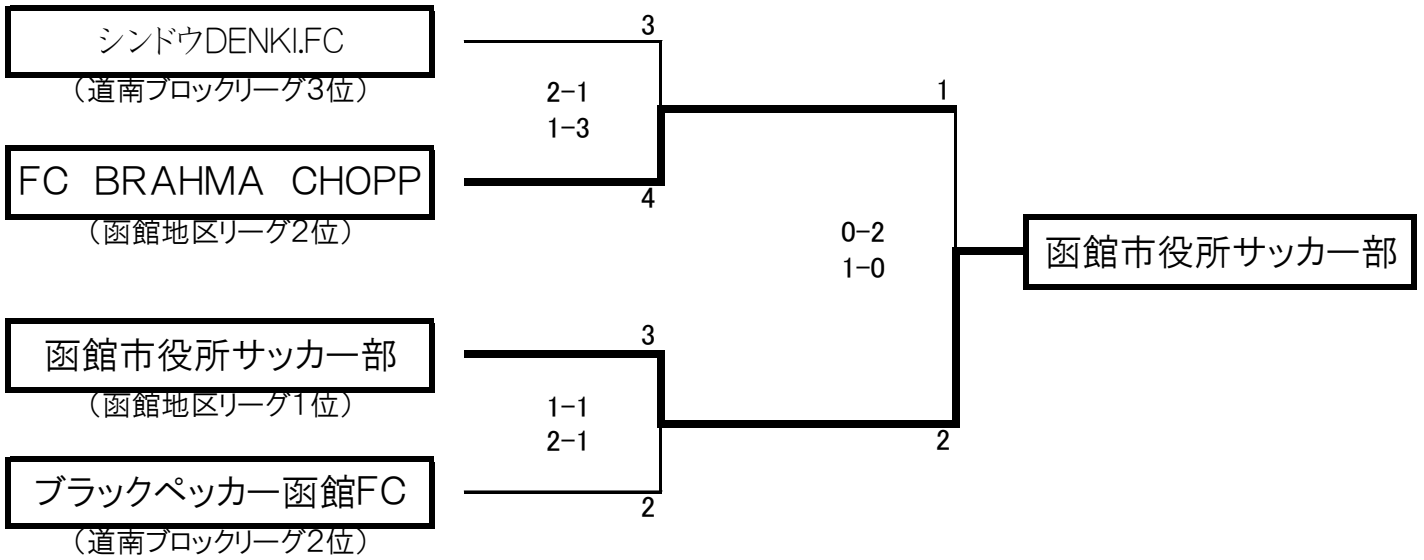 シンドウDENKI.FC
（道南ブロックリーグ3位）
3
2-1
1-3
FC BRAHMA CHOPP
（函館地区リーグ2位）
4
1
0-2
1-0
函館市役所サッカー部
函館市役所サッカー部
（函館地区リーグ1位）
3
1-1
2-1
2
ブラックペッカー函館FC
（道南ブロックリーグ2位）
2